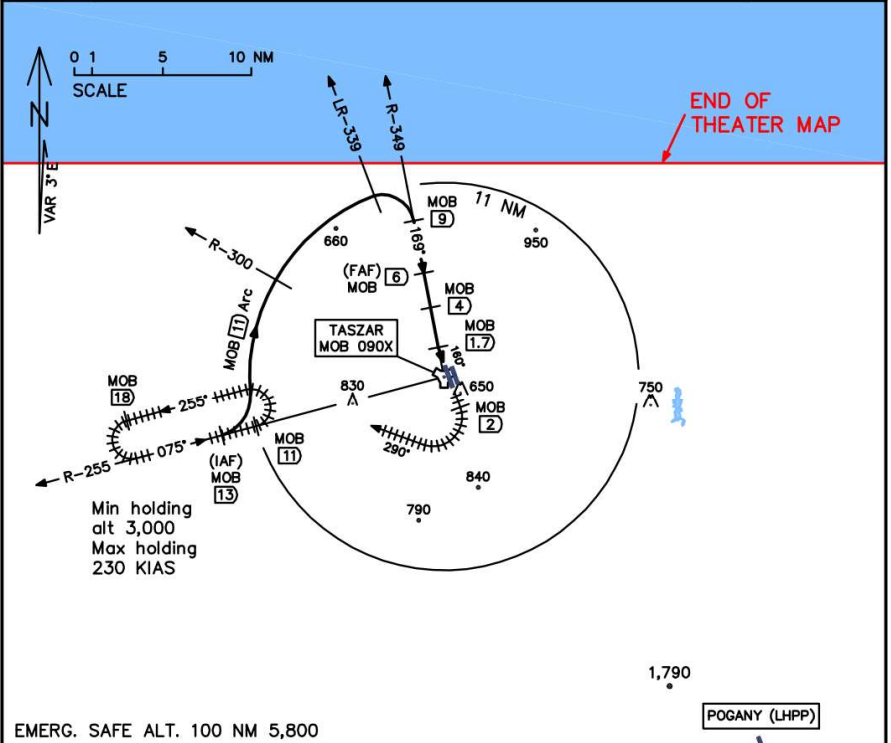 0 1 5 10 NM
SCALE
N
VAR 3°E
END OF
THEATER MAP
LR-339
R-349
11 NM
MOB
9
660
950
169°
R-300
(FAF)
MOB
6
MOB
4
MOB 11 Arc
TASZAR
MOB 090X
MOB
1.7
160°
MOB
18
255°
830
650
750
MOB
2
R-255
075°
MOB
11
(IAF)
MOB
13
290°
840
790
Min holding
alt 3,000
Max holding
230 KIAS
1,790
POGANY (LHPP)
EMERG. SAFE ALT. 100 NM 5,800